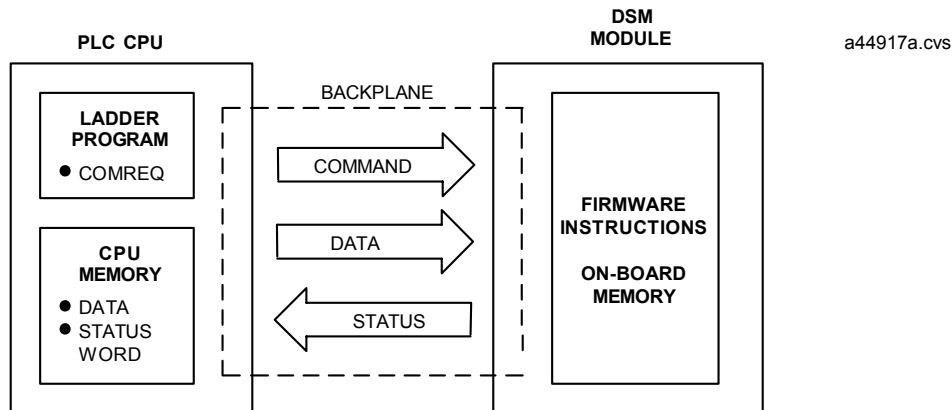 PLC CPU
DSM
MODULE
a44917a.cvs
BACKPLANE
LADDER
PROGRAM
● COMREQ
CPU
MEMORY
● DATA
● STATUS
WORD
COMMAND
DATA
STATUS
FIRMWARE
INSTRUCTIONS
ON-BOARD
MEMORY